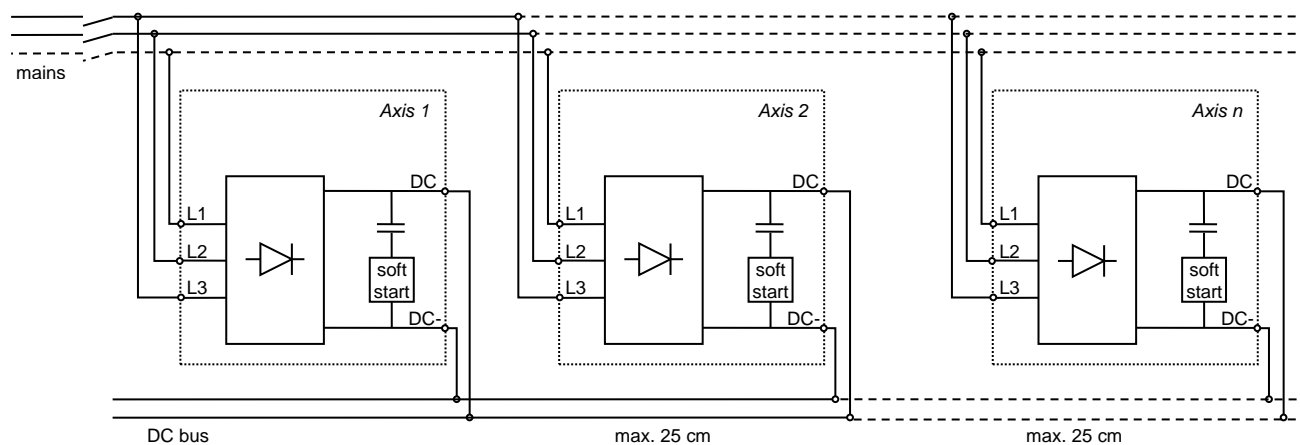 mains
Axis 1
DC
L1
L2
L3
soft
start
DC-
Axis 2
DC
L1
L2
L3
soft
start
DC-
Axis n
DC
L1
L2
L3
soft
start
DC-
DC bus
max. 25 cm
max. 25 cm